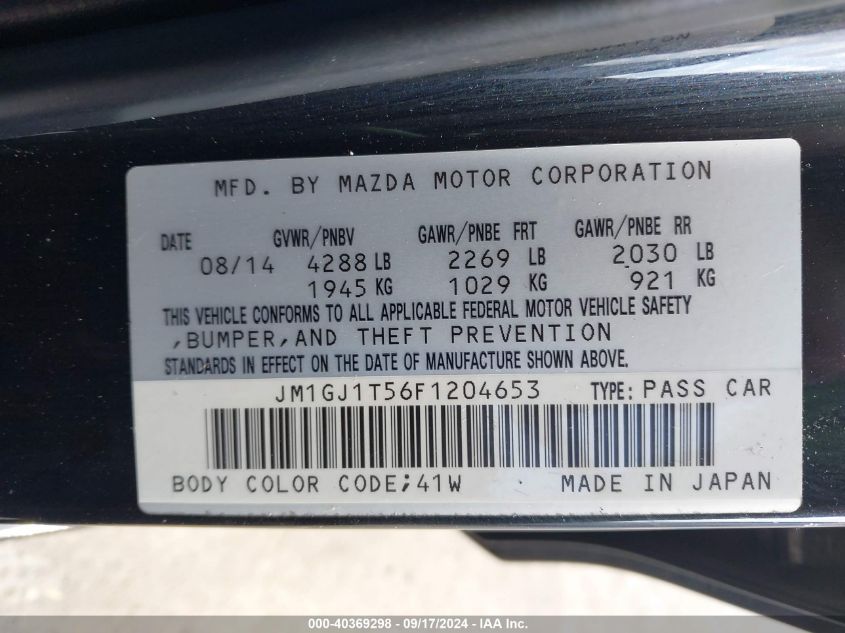 MFD. BY MAZDA MOTOR CORPORATION
DATE GVWR/PNBV GAWR/PNBE FRT GAWR/PNBE RR
08/14 4288 LB 2269 LB 2030 LB
1945 KG 1029 KG 921 KG
THIS VEHICLE CONFORMS TO ALL APPLICABLE FEDERAL MOTOR VEHICLE SAFETY
,BUMPER,AND THEFT PREVENTION
STANDARDS IN EFFECT ON THE DATE OF MANUFACTURE SHOWN ABOVE.
JM1GJ1T56F1204653 TYPE: PASS CAR
BODY COLOR CODE;41W MADE IN JAPAN
000-40369298 - 09/17/2024 - IAA Inc.